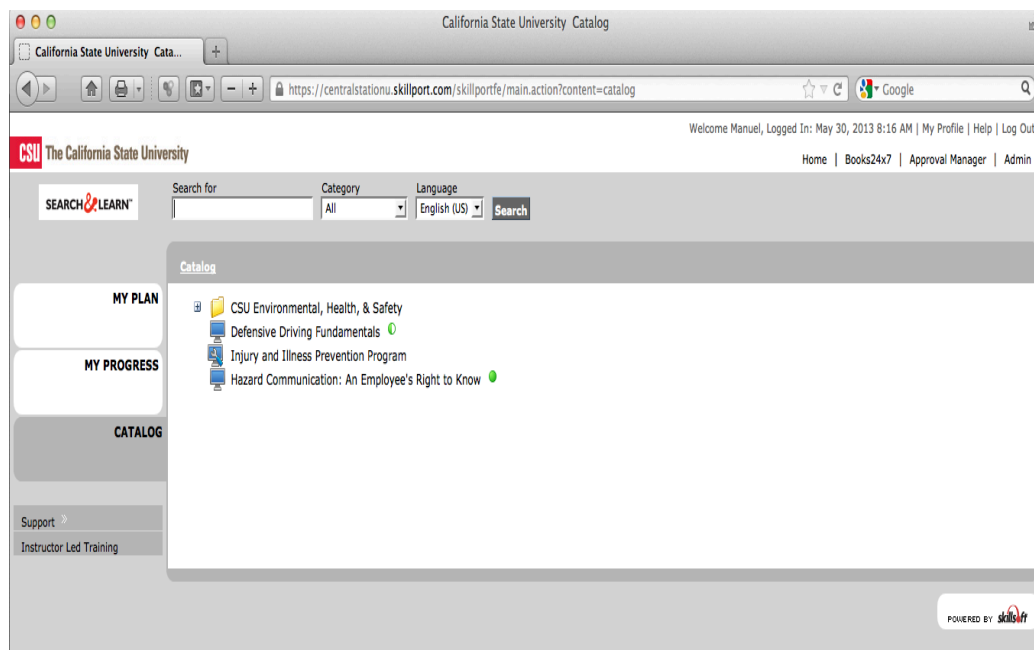 California State University Catalog
California State University Cata...
https://centralstationu.skillport.com/skillportfe/main.action?content=catalog
Google
Welcome Manuel, Logged In: May 30, 2013 8:16 AM | My Profile | Help | Log Out
CSU The California State University
Home | Books24x7 | Approval Manager | Admin
SEARCH & LEARN™
Search for Category Language
All English (US) Search
Catalog
MY PLAN
CSU Environmental, Health, & Safety
Defensive Driving Fundamentals
Injury and Illness Prevention Program
MY PROGRESS
Hazard Communication: An Employee's Right to Know
CATALOG
Support »
Instructor Led Training
POWERED BY skillsoft